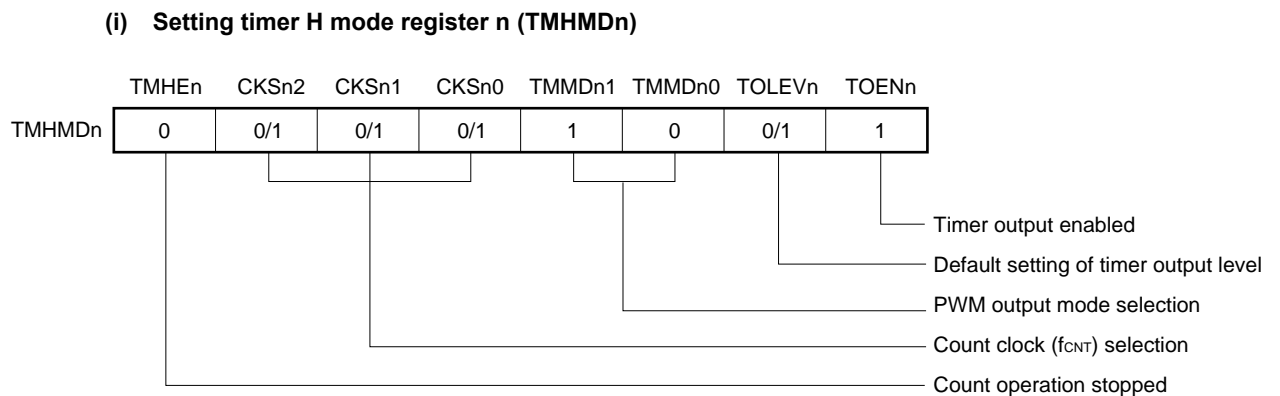 (i) Setting timer H mode register n (TMHMDn)
TMHEn CKSn2 CKSn1 CKSn0 TMMDn1 TMMDn0 TOLEVn TOENn
TMHMDn 0 0/1 0/1 0/1 1 0 0/1 1
Timer output enabled
Default setting of timer output level
PWM output mode selection
Count clock (fCNT) selection
Count operation stopped